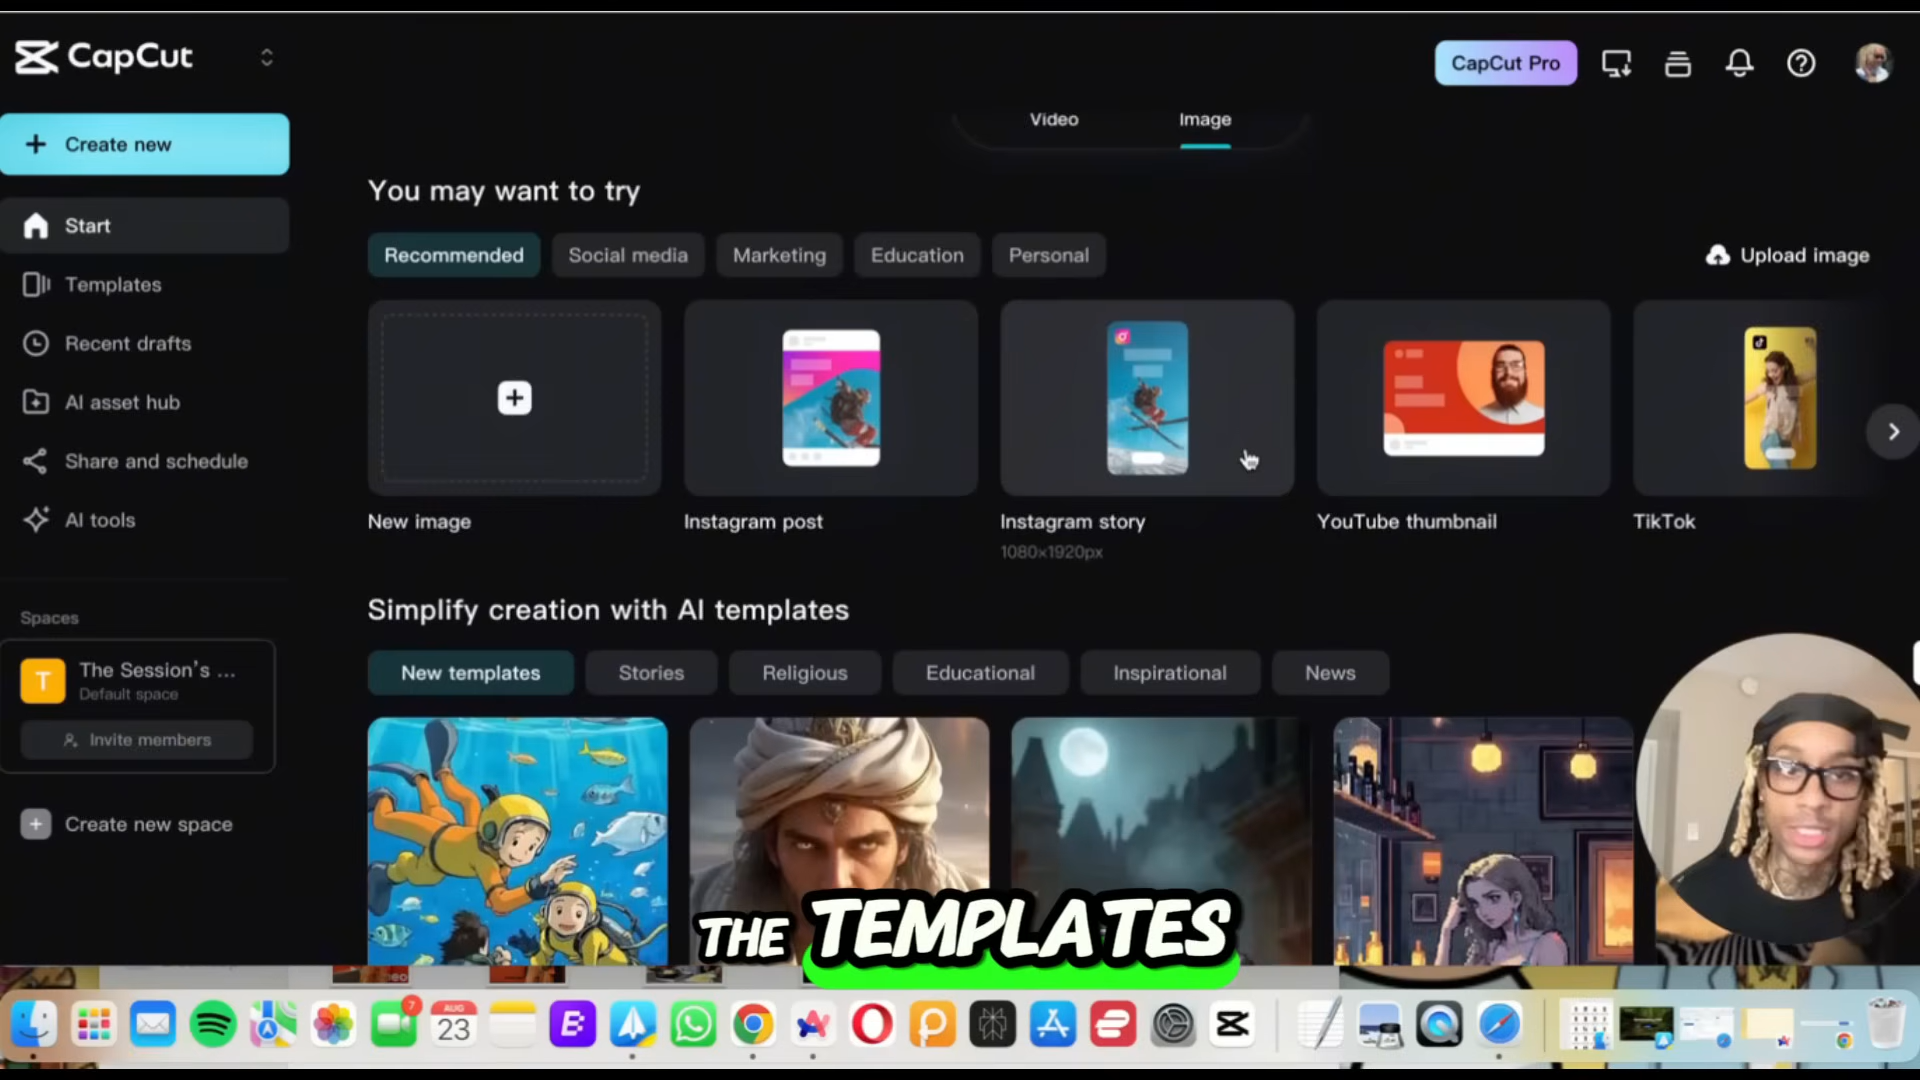 CapCut
CapCut Pro
Create new
Start
Templates
Recent drafts
AI asset hub
Share and schedule
AI tools
Spaces
T
The Session's ...
Default space
Invite members
Create new space
Video
Image
You may want to try
Recommended
Social media
Marketing
Education
Personal
Upload image
New image
Instagram post
Instagram story
1080×1920px
YouTube thumbnail
TikTok
Simplify creation with AI templates
New templates
Stories
Religious
Educational
Inspirational
News
THE TEMPLATES
7
AUG
23